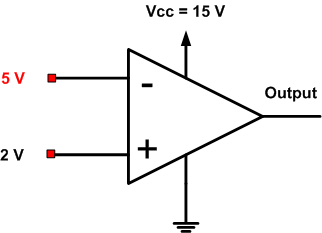 Vcc = 15 V
5 V
-
Output
+
2 V